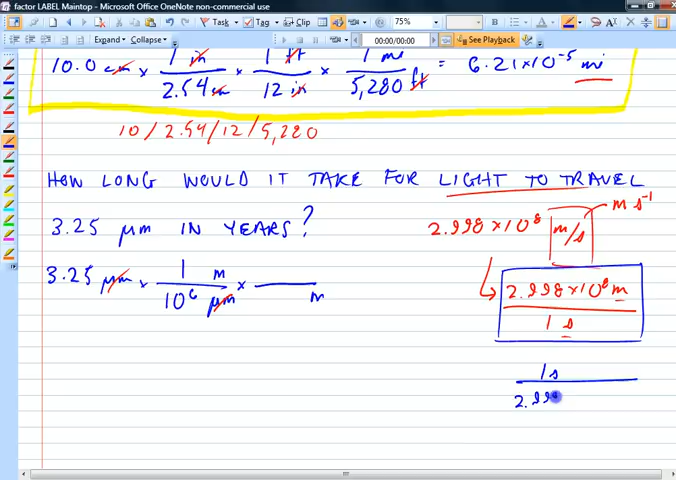 factor LABEL Maintop - Microsoft Office OneNote non-commercial use
Task Clip 75%
Expand Collapse 00:00/00:00 See Playback
10.0 cm × 1 in / 2.54 cm × 1 ft / 12 in × 1 mi / 5,280 ft = 6.21×10⁻⁵ mi
10 / 2.54 / 12 / 5,280
HOW LONG WOULD IT TAKE FOR LIGHT TO TRAVEL
3.25 μm IN YEARS? 2.998 × 10⁸ m/s m s⁻¹
3.25 μm × 1 m / 10⁶ μm × m
2.998×10⁸ m
1 s
1 s
2.998